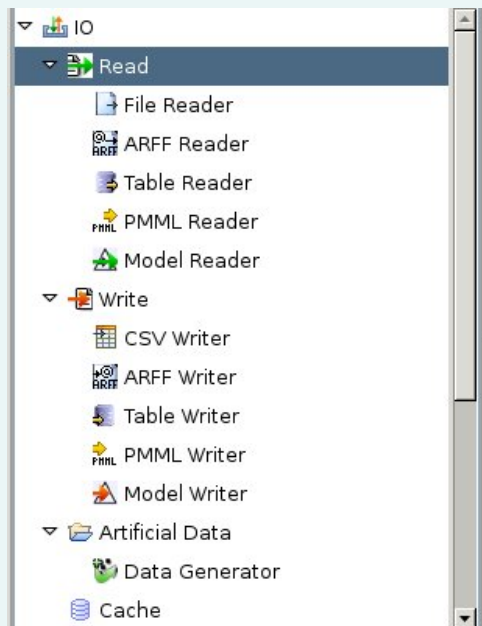 IO
Read
File Reader
ARFF Reader
Table Reader
PMML Reader
Model Reader
Write
CSV Writer
ARFF Writer
Table Writer
PMML Writer
Model Writer
Artificial Data
Data Generator
Cache